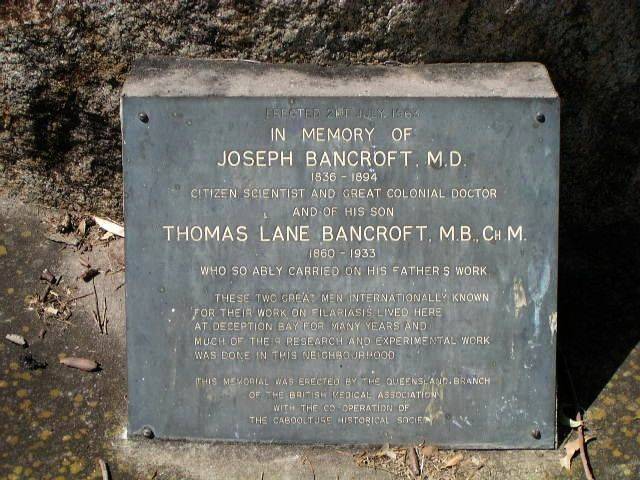 ERECTED 21ST JULY, 1963
IN MEMORY OF
JOSEPH BANCROFT, M.D.
1836 - 1894
CITIZEN, SCIENTIST AND GREAT COLONIAL DOCTOR
AND OF HIS SON
THOMAS LANE BANCROFT, M.B., CH M.
1860 - 1933
WHO SO ABLY CARRIED ON HIS FATHER'S WORK
THESE TWO GREAT MEN INTERNATIONALLY KNOWN
FOR THEIR WORK ON FILARIASIS, LIVED HERE
AT DECEPTION BAY FOR MANY YEARS AND
MUCH OF THEIR RESEARCH AND EXPERIMENTAL WORK
WAS DONE IN THIS NEIGHBOURHOOD
THIS MEMORIAL WAS ERECTED BY THE QUEENSLAND BRANCH
OF THE BRITISH MEDICAL ASSOCIATION
WITH THE CO OPERATION OF
THE CABOOLTURE HISTORICAL SOCIETY